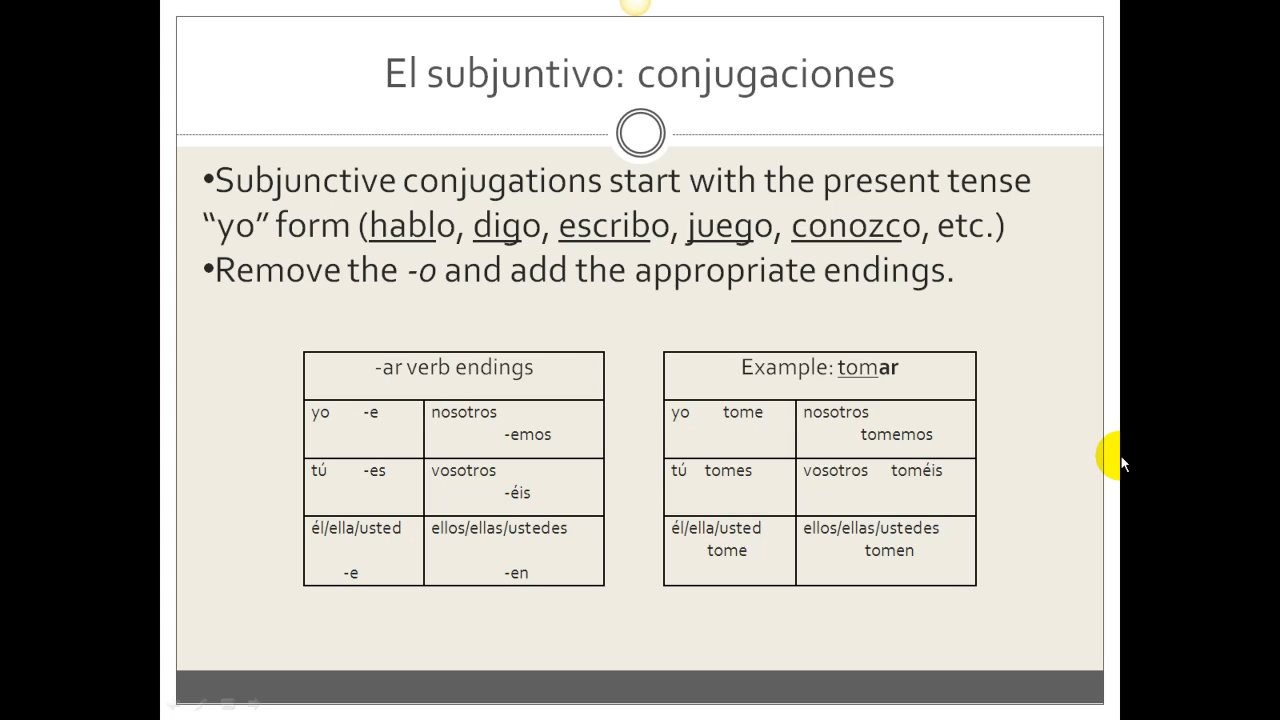 El subjuntivo: conjugaciones
•Subjunctive conjugations start with the present tense
“yo” form (hablo, digo, escribo, juego, conozco, etc.)
•Remove the -o and add the appropriate endings.
-ar verb endings
yo -e
nosotros
-emos
tú -es
vosotros
-éis
él/ella/usted
-e
ellos/ellas/ustedes
-en
Example: tomar
yo tome
nosotros
tomemos
tú tomes
vosotros toméis
él/ella/usted
tome
ellos/ellas/ustedes
tomen